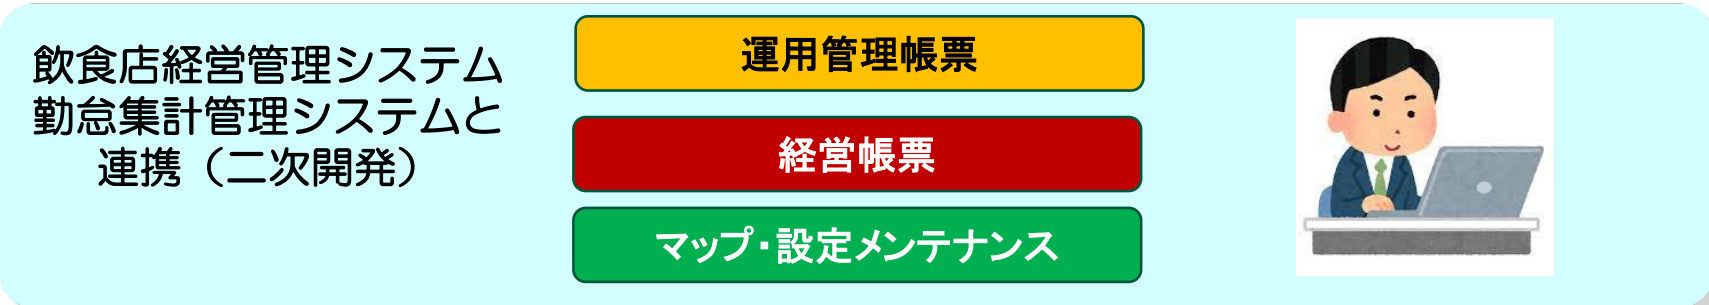 飲食店経営管理システム
勤怠集計管理システムと
連携（二次開発）
運用管理帳票
経営帳票
マップ・設定メンテナンス